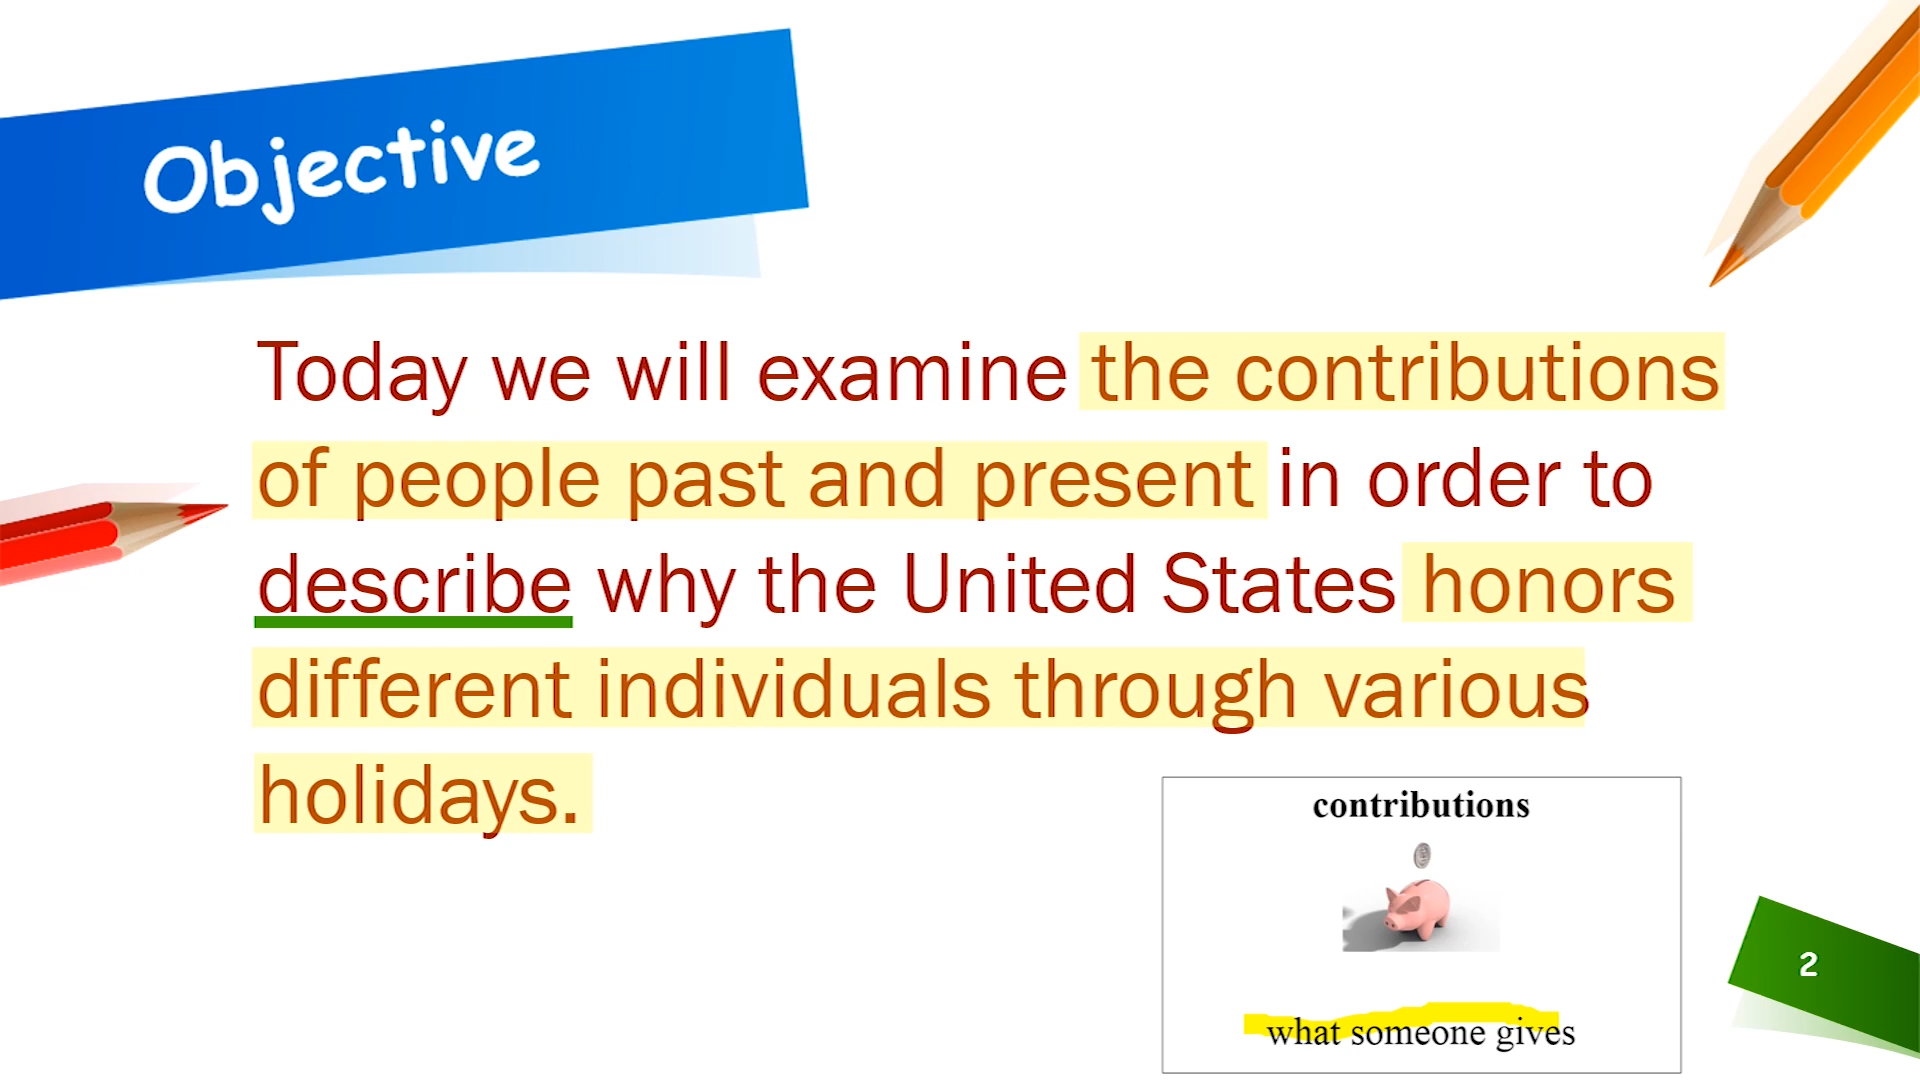 Objective
Today we will examine the contributions
of people past and present in order to
describe why the United States honors
different individuals through various
holidays.
contributions
what someone gives
2